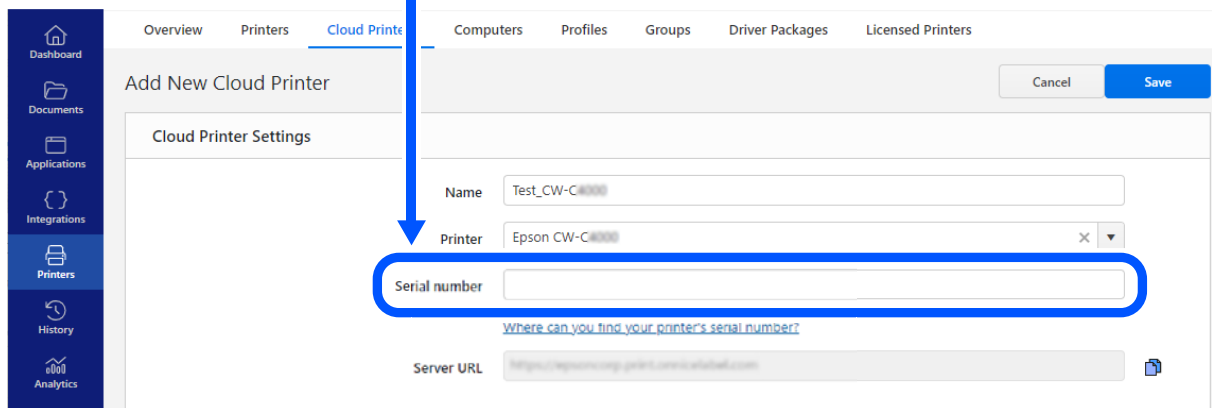 Overview Printers Cloud Printe Computers Profiles Groups Driver Packages Licensed Printers
Dashboard
Documents
Applications
Integrations
Printers
History
Analytics
Add New Cloud Printer
Cancel Save
Cloud Printer Settings
Name Test_CW-C
Printer Epson CW-C
Serial number
Where can you find your printer's serial number?
Server URL